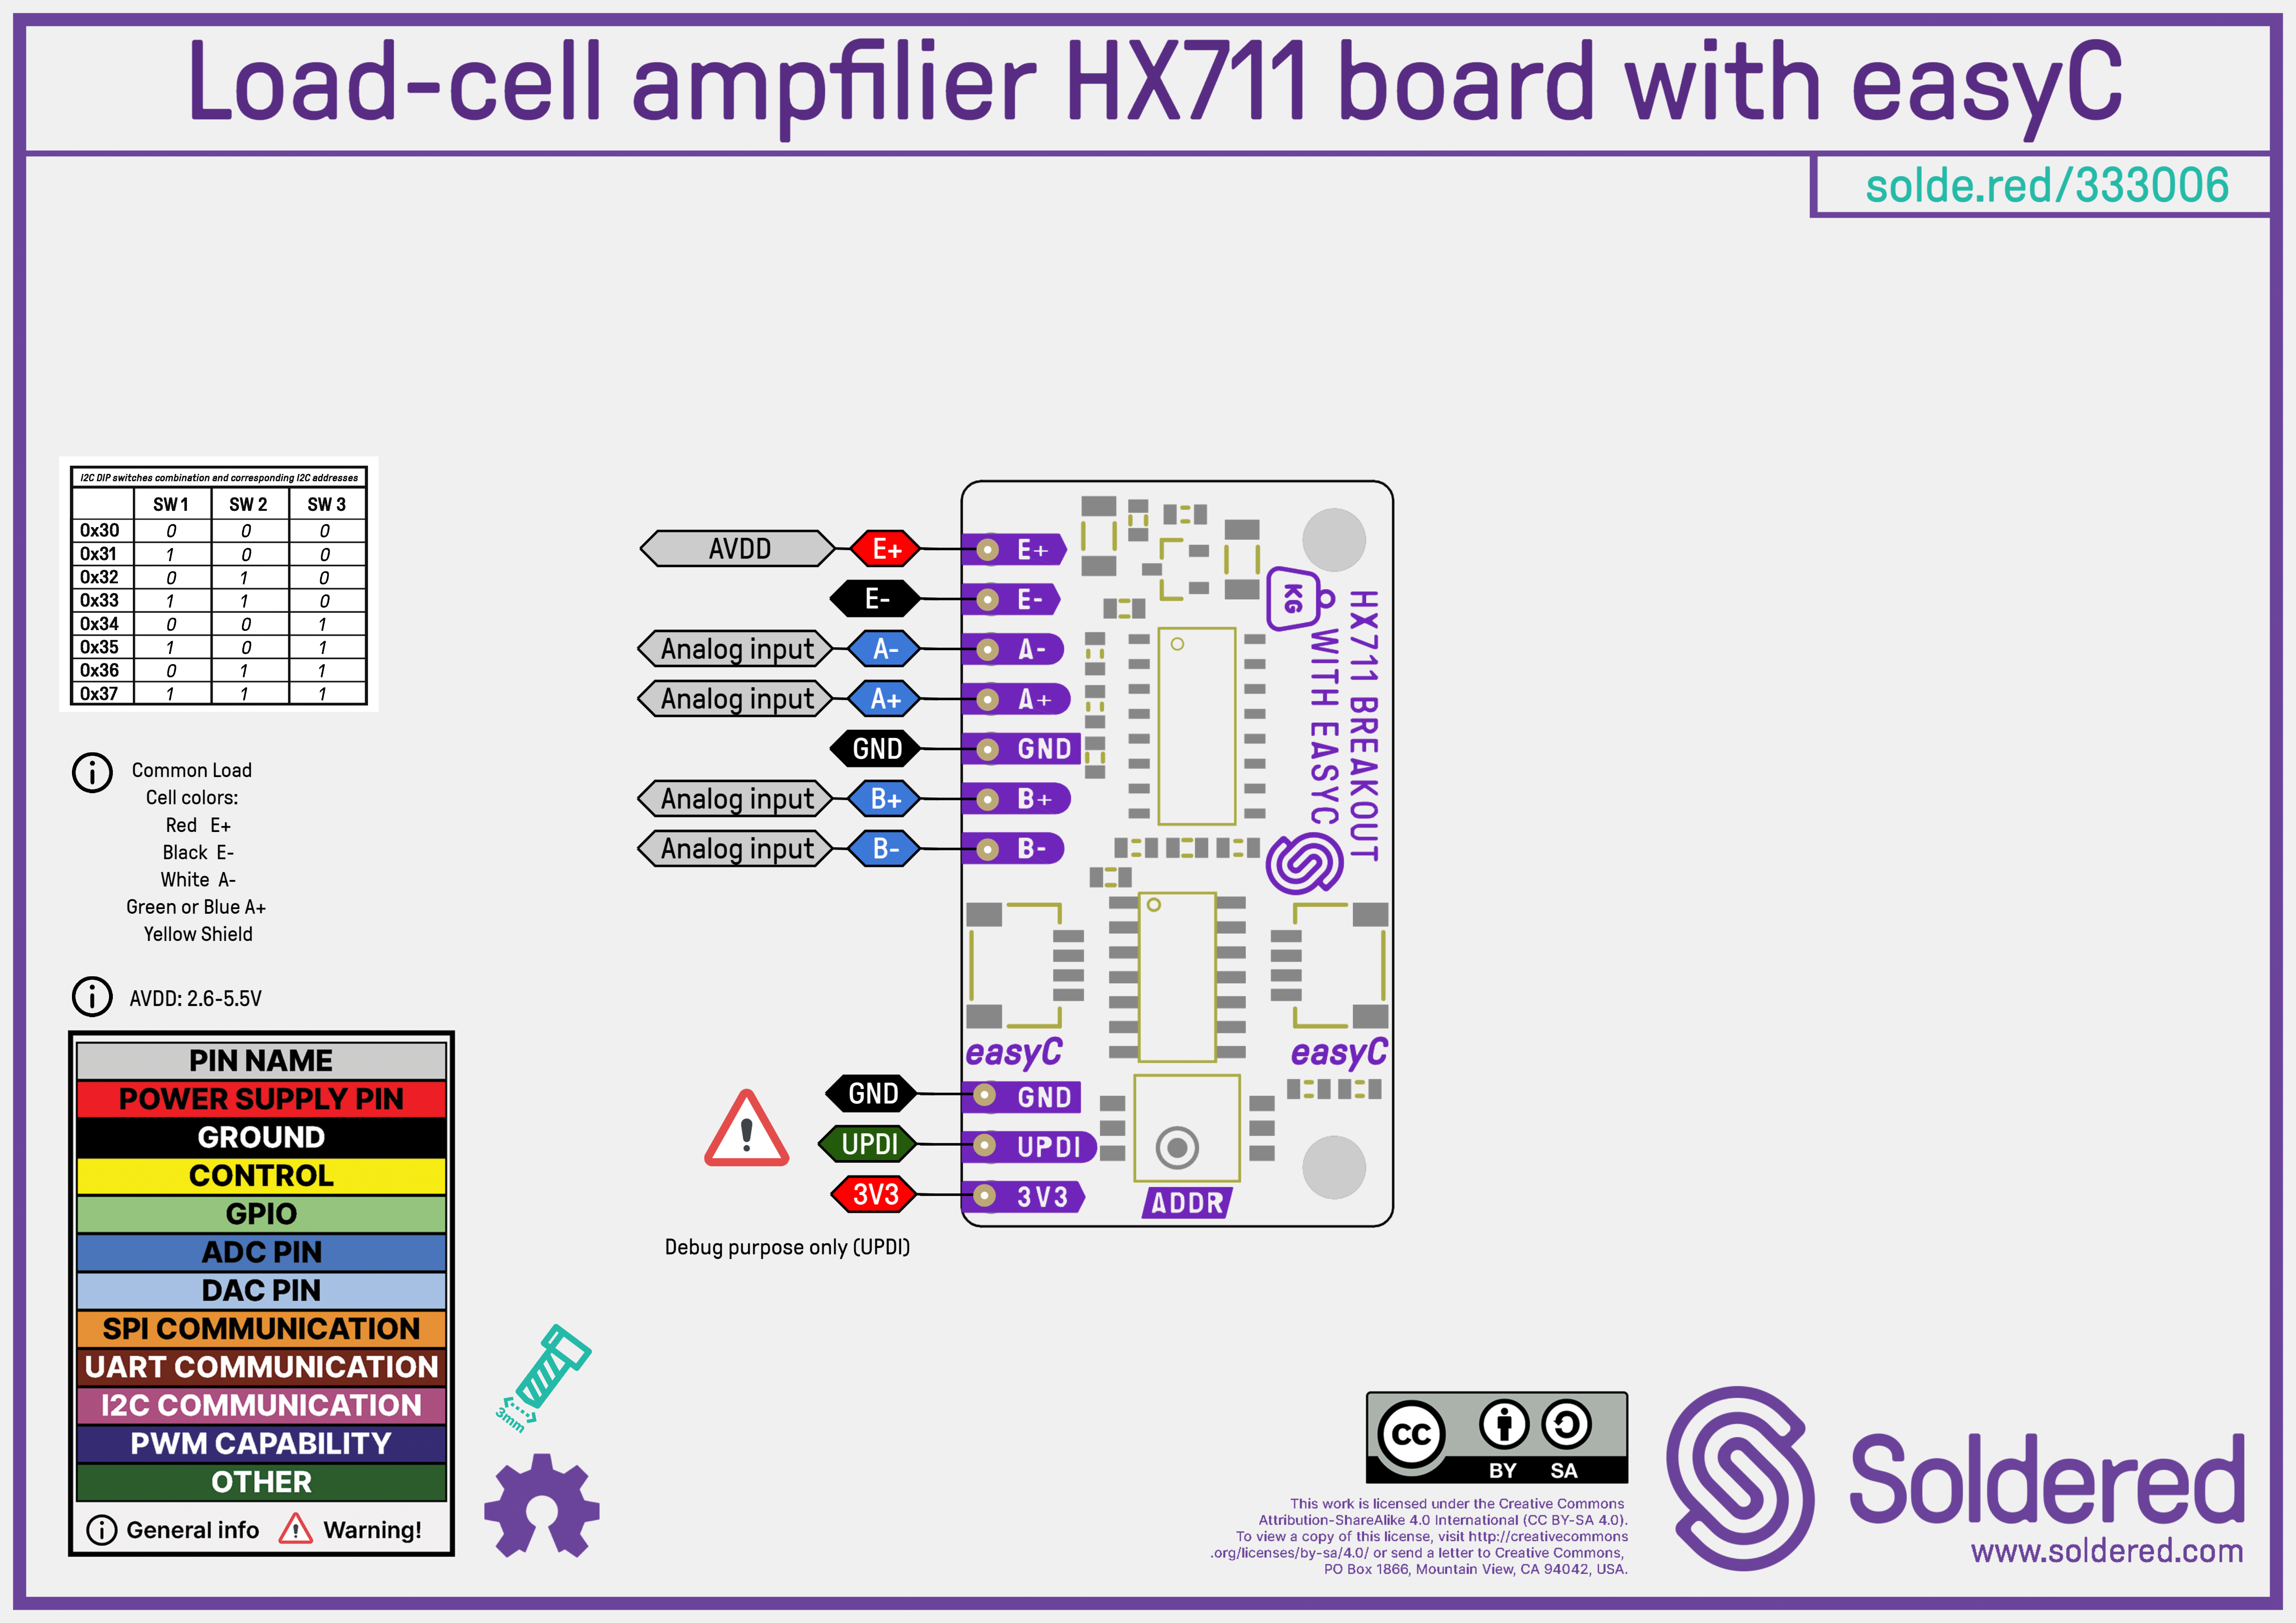 Load-cell ampfilier HX711 board with easyC
solde.red/333006
I2C DIP switches combination and corresponding I2C addresses
SW 1 SW 2 SW 3
0x30 0 0 0
0x31 1 0 0
0x32 0 1 0
0x33 1 1 0
0x34 0 0 1
0x35 1 0 1
0x36 0 1 1
0x37 1 1 1
Common Load
Cell colors:
Red E+
Black E-
White A-
Green or Blue A+
Yellow Shield
AVDD: 2.6-5.5V
PIN NAME
POWER SUPPLY PIN
GROUND
CONTROL
GPIO
ADC PIN
DAC PIN
SPI COMMUNICATION
UART COMMUNICATION
I2C COMMUNICATION
PWM CAPABILITY
OTHER
General info Warning!
3mm
AVDD E+ E+
E- E-
Analog input A- A-
Analog input A+ A+
GND GND
Analog input B+ B+
Analog input B- B-
KG
HX711 BREAKOUT
WITH EASYC
easyC easyC
GND GND
UPDI UPDI
3V3 3V3
ADDR
Debug purpose only (UPDI)
CC BY SA
This work is licensed under the Creative Commons
Attribution-ShareAlike 4.0 International (CC BY-SA 4.0).
To view a copy of this license, visit http://creativecommons
.org/licenses/by-sa/4.0/ or send a letter to Creative Commons,
PO Box 1866, Mountain View, CA 94042, USA.
Soldered
www.soldered.com